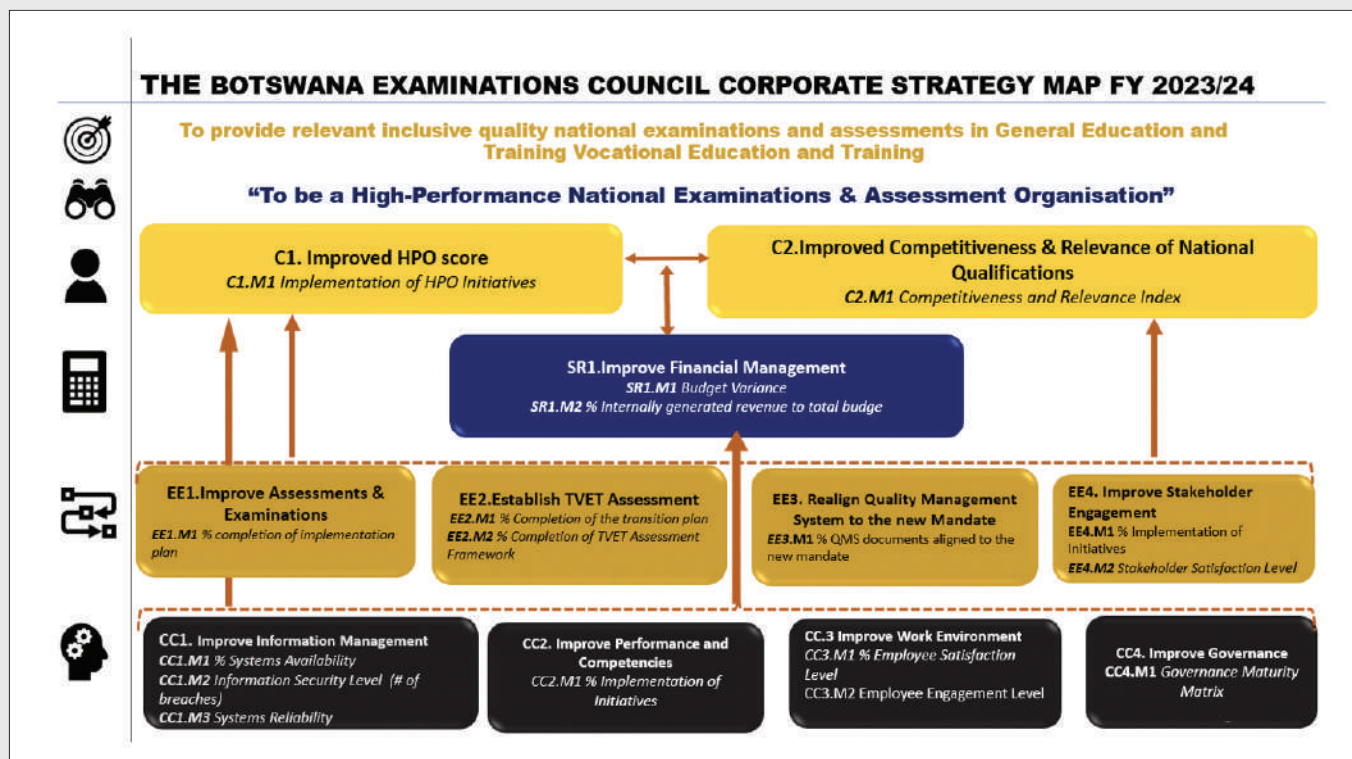 THE BOTSWANA EXAMINATIONS COUNCIL CORPORATE STRATEGY MAP FY 2023/24
To provide relevant inclusive quality national examinations and assessments in General Education and
Training Vocational Education and Training
“To be a High-Performance National Examinations & Assessment Organisation”
C1. Improved HPO score
C1.M1 Implementation of HPO Initiatives
C2.Improved Competitiveness & Relevance of National
Qualifications
C2.M1 Competitiveness and Relevance Index
SR1.Improve Financial Management
SR1.M1 Budget Variance
SR1.M2 % Internally generated revenue to total budget
EE1.Improve Assessments &
Examinations
EE1.M1 % completion of implementation
plan
EE2.Establish TVET Assessment
EE2.M1 % Completion of the transition plan
EE2.M2 % Completion of TVET Assessment
Framework
EE3. Realign Quality Management
System to the new Mandate
EE3.M1 % QMS documents aligned to the
new mandate
EE4. Improve Stakeholder
Engagement
EE4.M1 % Implementation of
Initiatives
EE4.M2 Stakeholder Satisfaction Level
CC1. Improve Information Management
CC1.M1 % Systems Availability
CC1.M2 Information Security Level (# of
breaches)
CC1.M3 Systems Reliability
CC2. Improve Performance and
Competencies
CC2.M1 % Implementation of
Initiatives
CC.3 Improve Work Environment
CC3.M1 % Employee Satisfaction
Level
CC3.M2 Employee Engagement Level
CC4. Improve Governance
CC4.M1 Governance Maturity
Matrix